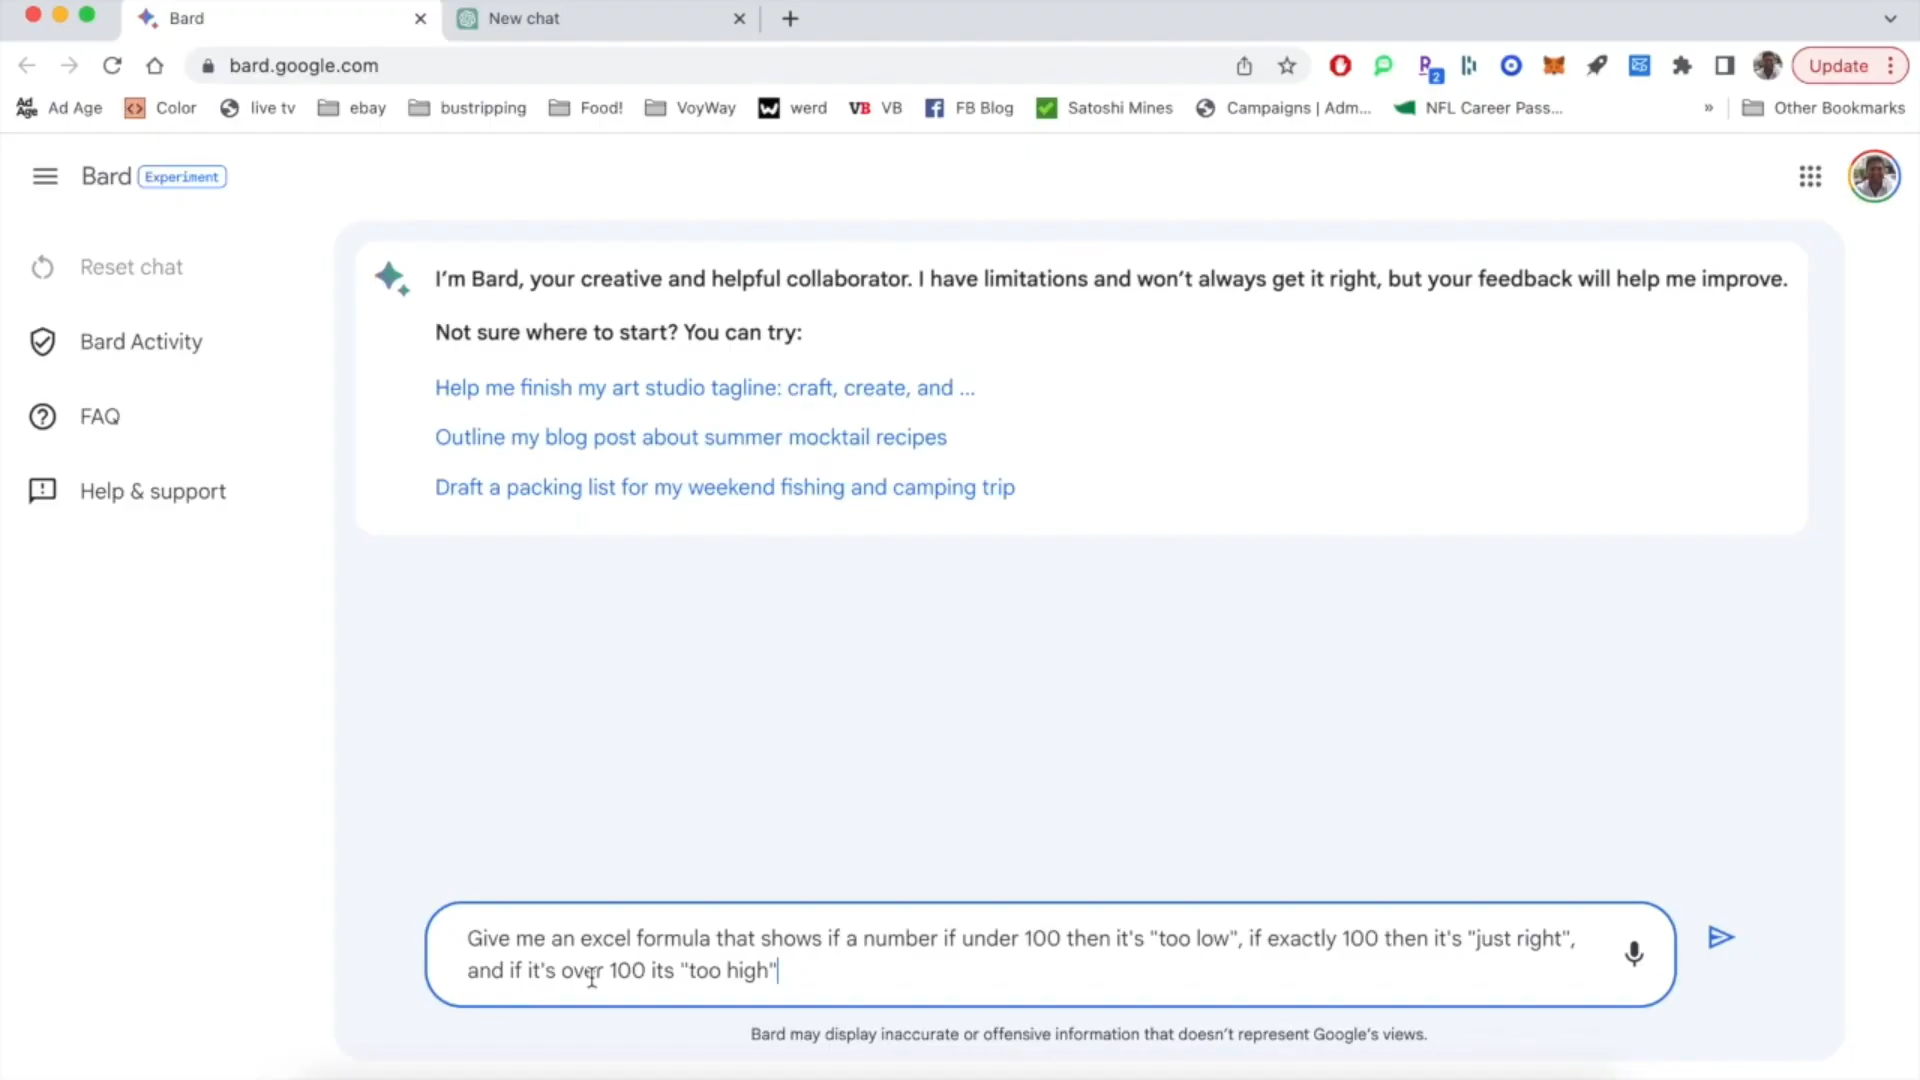 Bard
New chat
bard.google.com
2
Update
Ad Age
Ad Age
Color
live tv
ebay
bustripping
Food!
VoyWay
werd
VB VB
FB Blog
Satoshi Mines
Campaigns | Adm...
NFL Career Pass...
»
Other Bookmarks
Bard Experiment
Reset chat
Bard Activity
FAQ
Help & support
I'm Bard, your creative and helpful collaborator. I have limitations and won't always get it right, but your feedback will help me improve.
Not sure where to start? You can try:
Help me finish my art studio tagline: craft, create, and ...
Outline my blog post about summer mocktail recipes
Draft a packing list for my weekend fishing and camping trip
Give me an excel formula that shows if a number if under 100 then it's "too low", if exactly 100 then it's "just right",
and if it's over 100 its "too high"
Bard may display inaccurate or offensive information that doesn't represent Google's views.